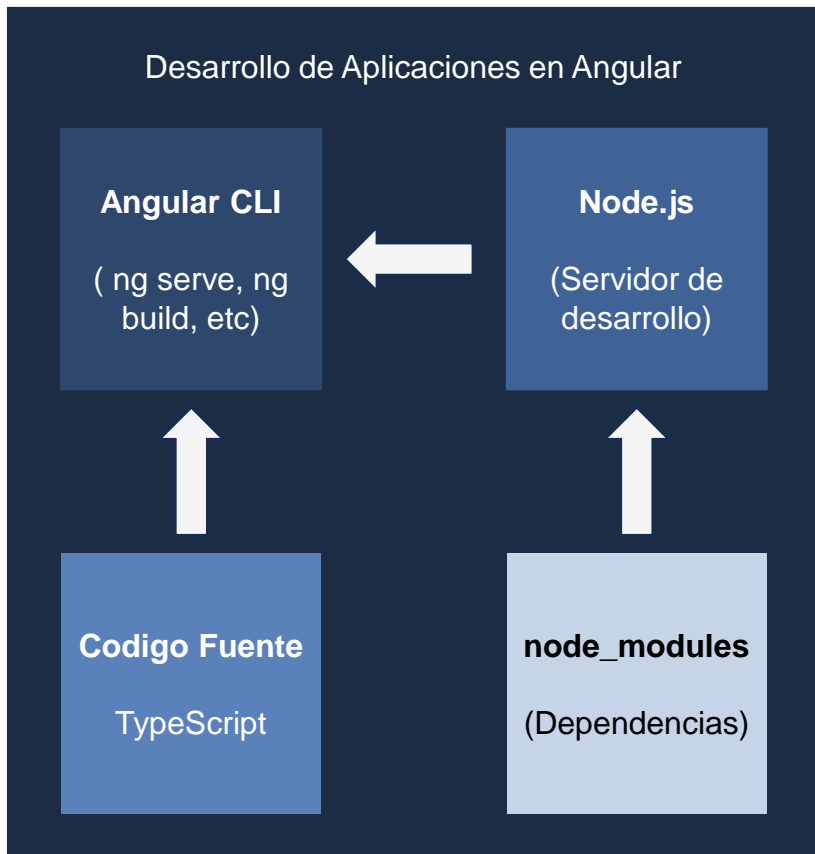 Desarrollo de Aplicaciones en Angular
Angular CLI
( ng serve, ng
build, etc)
Node.js
(Servidor de
desarrollo)
Codigo Fuente
TypeScript
node_modules
(Dependencias)